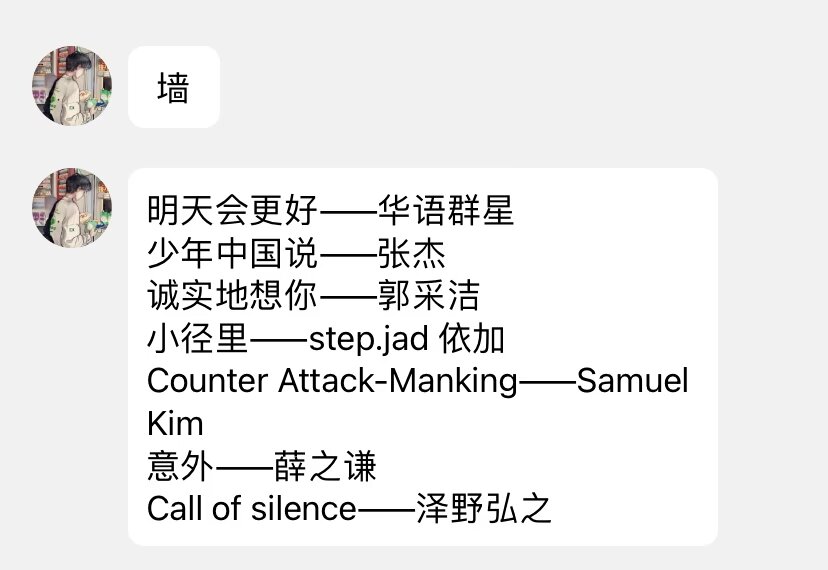 墙
明天会更好——华语群星
少年中国说——张杰
诚实地想你——郭采洁
小径里——step.jad 依加
Counter Attack-Manking——Samuel
Kim
意外——薛之谦
Call of silence——泽野弘之